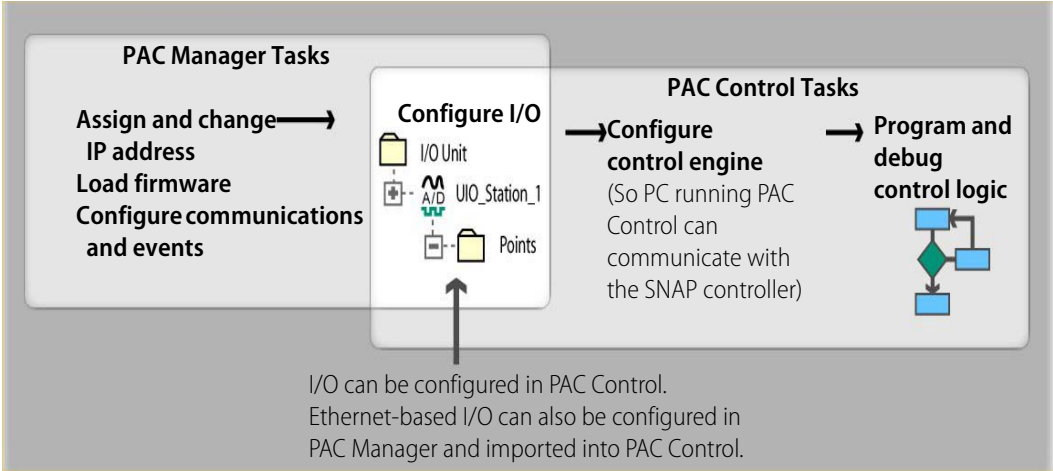 PAC Manager Tasks
Assign and change
IP address
Load firmware
Configure communications
and events
Configure I/O
I/O Unit
A/D
UIO_Station_1
Points
PAC Control Tasks
Configure
control engine
(So PC running PAC
Control can
communicate with
the SNAP controller)
Program and
debug
control logic
I/O can be configured in PAC Control.
Ethernet-based I/O can also be configured in
PAC Manager and imported into PAC Control.